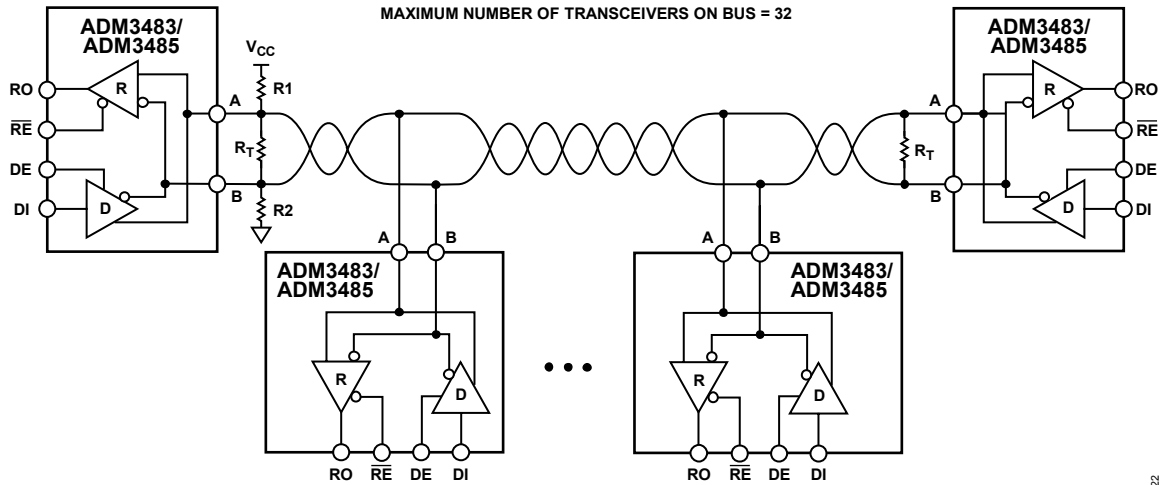 MAXIMUM NUMBER OF TRANSCEIVERS ON BUS = 32
ADM3483/
ADM3485
RO
RE
DE
DI
R
D
A
B
VCC
R1
RT
R2
ADM3483/
ADM3485
A
B
RT
R
D
RO
RE
DE
DI
A
B
ADM3483/
ADM3485
R
D
RO
RE
DE
DI
A
B
ADM3483/
ADM3485
R
D
RO
RE
DE
DI
22